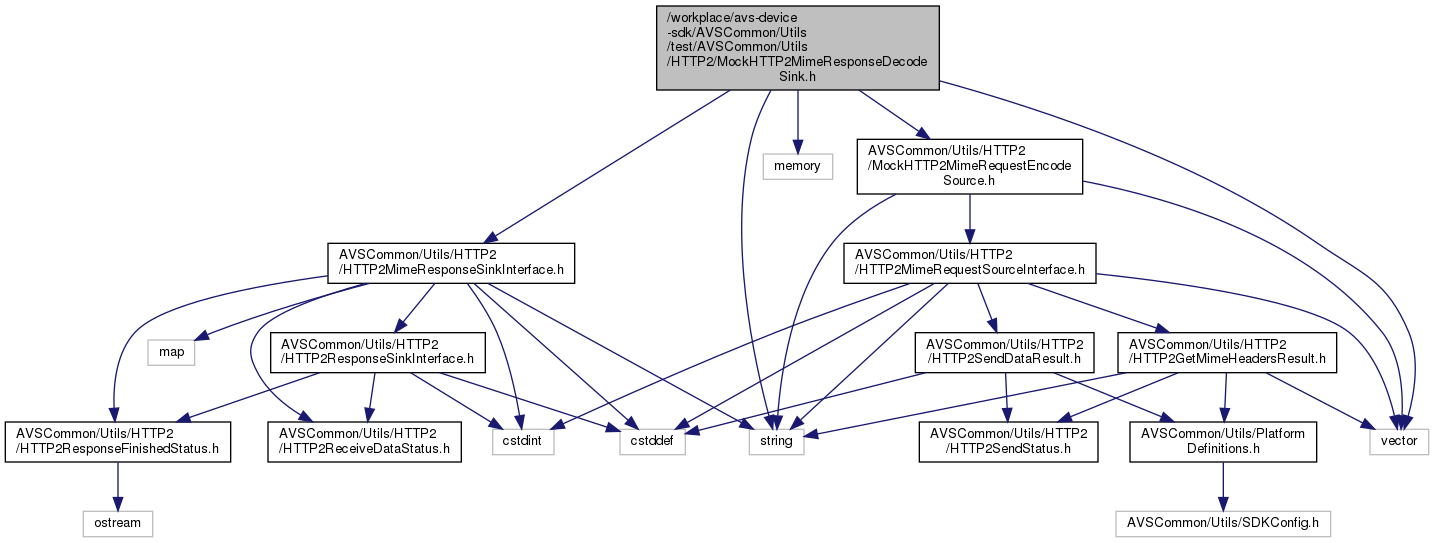 /workplace/avs-device
-sdk/AVSCommon/Utils
/test/AVSCommon/Utils
/HTTP2/MockHTTP2MimeResponseDecode
Sink.h
memory
AVSCommon/Utils/HTTP2
/MockHTTP2MimeRequestEncode
Source.h
AVSCommon/Utils/HTTP2
/HTTP2MimeResponseSinkInterface.h
AVSCommon/Utils/HTTP2
/HTTP2MimeRequestSourceInterface.h
map
AVSCommon/Utils/HTTP2
/HTTP2ResponseSinkInterface.h
AVSCommon/Utils/HTTP2
/HTTP2SendDataResult.h
AVSCommon/Utils/HTTP2
/HTTP2GetMimeHeadersResult.h
AVSCommon/Utils/HTTP2
/HTTP2ResponseFinishedStatus.h
AVSCommon/Utils/HTTP2
/HTTP2ReceiveDataStatus.h
cstdint
cstddef
string
AVSCommon/Utils/HTTP2
/HTTP2SendStatus.h
AVSCommon/Utils/Platform
Definitions.h
vector
ostream
AVSCommon/Utils/SDKConfig.h